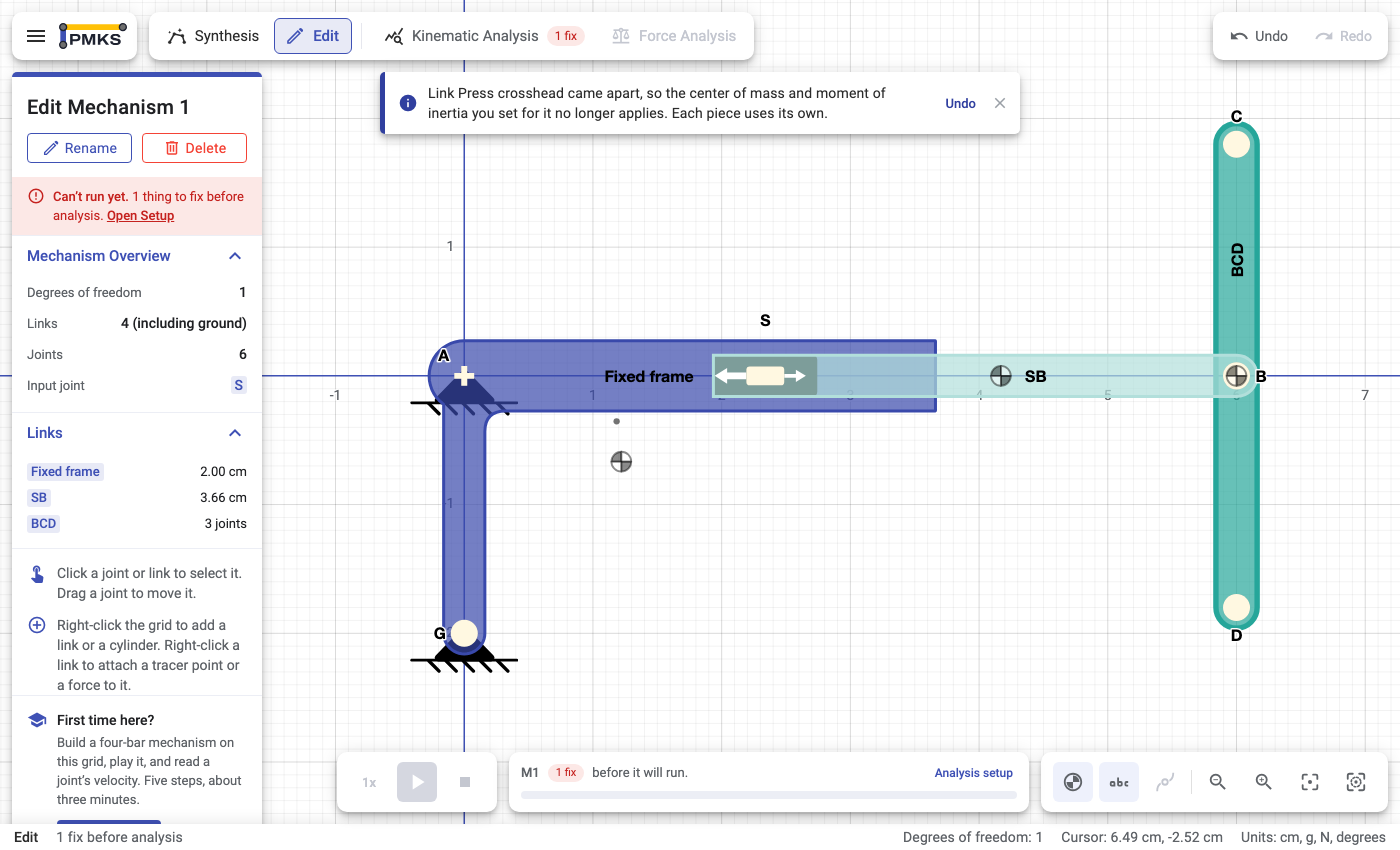 PMKS
Synthesis
Edit
Kinematic Analysis
1 fix
Force Analysis
Undo
Redo
Edit Mechanism 1
Rename
Delete
Can't run yet. 1 thing to fix before
analysis. Open Setup
Mechanism Overview
Degrees of freedom 1
Links 4 (including ground)
Joints 6
Input joint S
Links
Fixed frame 2.00 cm
SB 3.66 cm
BCD 3 joints
Click a joint or link to select it.
Drag a joint to move it.
Right-click the grid to add a
link or a cylinder. Right-click a
link to attach a tracer point or
a force to it.
First time here?
Build a four-bar mechanism on
this grid, play it, and read a
joint's velocity. Five steps, about
three minutes.
Link Press crosshead came apart, so the center of mass and moment of
inertia you set for it no longer applies. Each piece uses its own.
Undo
C
BCD
1
S
A
Fixed frame
SB
B
-1
1
2
3
4
5
6
7
-1
G
D
1x
M1 1 fix before it will run.
Analysis setup
abc
Edit 1 fix before analysis
Degrees of freedom: 1 Cursor: 6.49 cm, -2.52 cm Units: cm, g, N, degrees